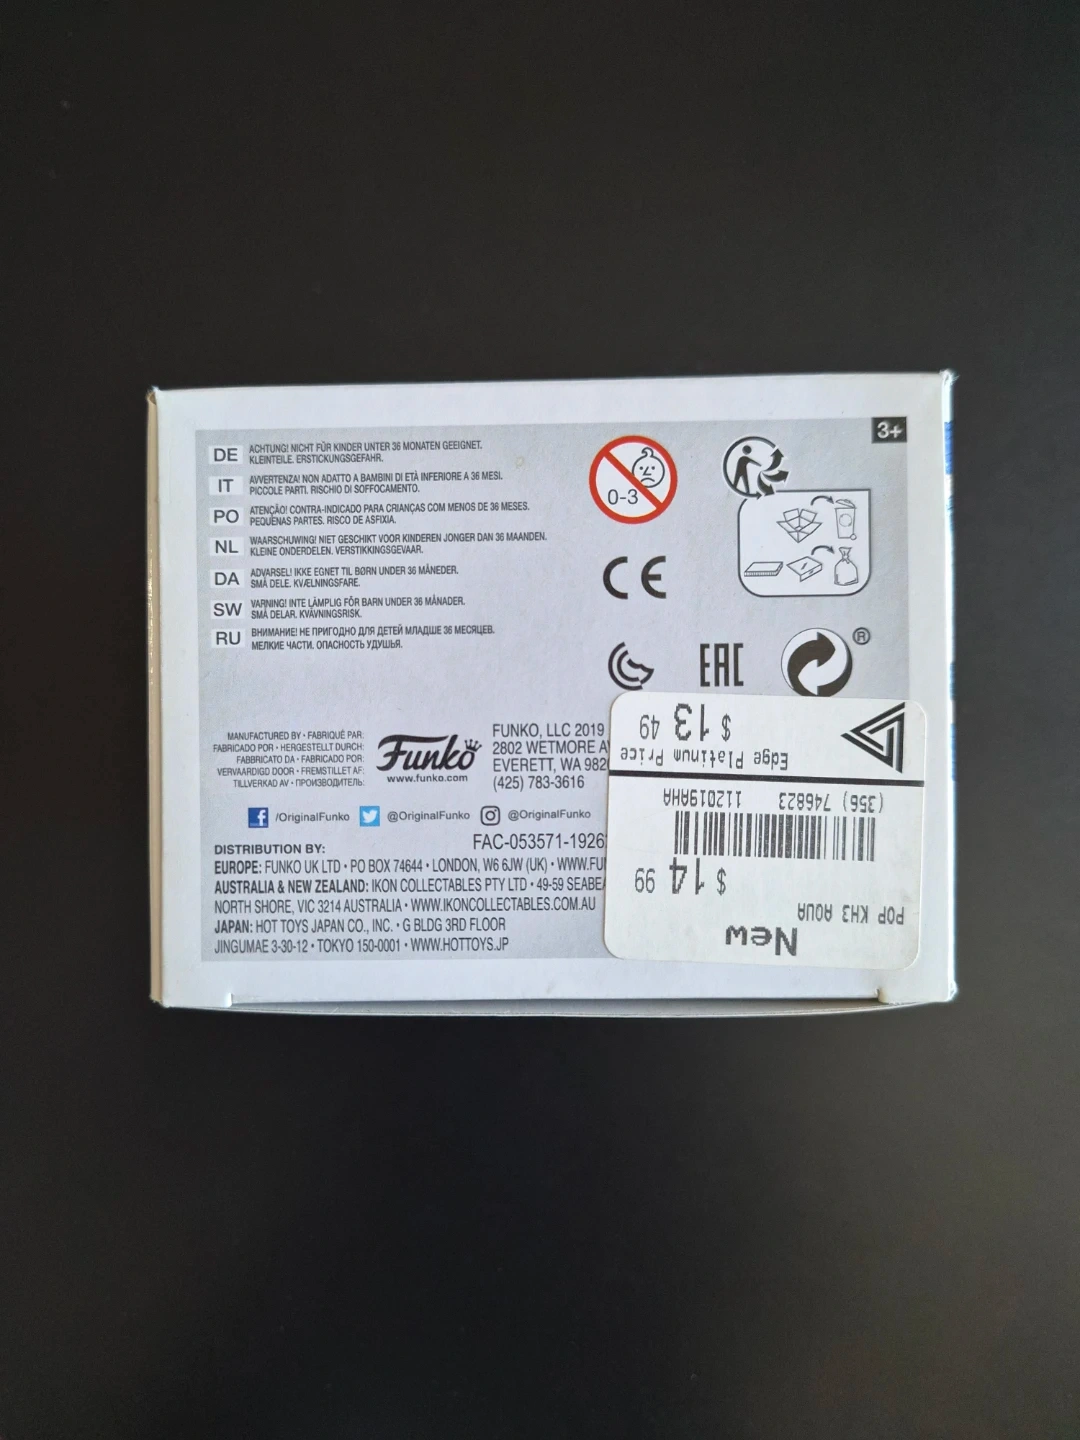 3+
DE ACHTUNG! NICHT FÜR KINDER UNTER 36 MONATEN GEEIGNET.
KLEINTEILE. ERSTICKUNGSGEFAHR.
IT AVVERTENZA! NON ADATTO A BAMBINI DI ETÀ INFERIORE A 36 MESI.
PICCOLE PARTI. RISCHIO DI SOFFOCAMENTO.
PO ATENÇÃO! CONTRA-INDICADO PARA CRIANÇAS COM MENOS DE 36 MESES.
PEQUENAS PARTES. RISCO DE ASFIXIA.
NL WAARSCHUWING! NIET GESCHIKT VOOR KINDEREN JONGER DAN 36 MAANDEN.
KLEINE ONDERDELEN. VERSTIKKINGSGEVAAR.
DA ADVARSEL! IKKE EGNET TIL BØRN UNDER 36 MÅNEDER.
SMÅ DELE. KVÆLNINGSFARE.
SW VARNING! INTE LÄMPLIG FÖR BARN UNDER 36 MÅNADER.
SMÅ DELAR. KVÄVNINGSRISK.
RU ВНИМАНИЕ! НЕ ПРИГОДНО ДЛЯ ДЕТЕЙ МЛАДШЕ 36 МЕСЯЦЕВ.
МЕЛКИЕ ЧАСТИ. ОПАСНОСТЬ УДУШЬЯ.
0-3
CE
EAC
®
MANUFACTURED BY • FABRIQUÉ PAR:
FABRICADO POR • HERGESTELLT DURCH:
FABBRICATO DA • FABRICADO POR:
VERVAARDIGD DOOR • FREMSTILLET AF:
TILLVERKAD AV • ПРОИЗВОДИТЕЛЬ:
Funko
www.funko.com
FUNKO, LLC 2019
2802 WETMORE
EVERETT, WA
(425) 783-3616
/OriginalFunko @OriginalFunko @OriginalFunko
FAC-053571-1926
DISTRIBUTION BY:
EUROPE: FUNKO UK LTD • PO BOX 74644 • LONDON, W6 6JW (UK) •
AUSTRALIA & NEW ZEALAND: IKON COLLECTABLES PTY LTD • 49-59
NORTH SHORE, VIC 3214 AUSTRALIA • WWW.IKONCOLLECTABLES.COM.AU
JAPAN: HOT TOYS JAPAN CO., INC. • G BLDG 3RD FLOOR
JINGUMAE 3-30-12 • TOKYO 150-0001 • WWW.HOTTOYS.JP
New
POP KH3 AQUA
$ 14 99
(356) 746823 112019AHA
Edge Platinum Price
$ 13 49